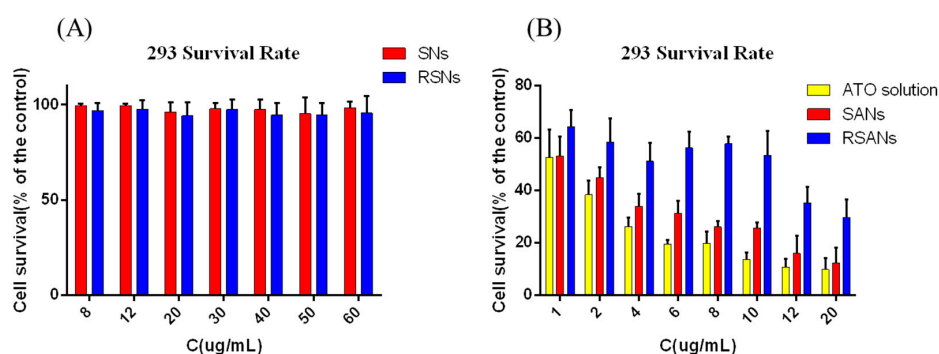 (A)
293 Survival Rate
SNs
RSNs
Cell survival(% of the control)
100
50
0
8 12 20 30 40 50 60
C(ug/mL)
(B)
293 Survival Rate
ATO solution
SANs
RSANs
Cell survival(% of the control)
80
60
40
20
0
1 2 4 6 8 10 12 20
C(ug/mL)